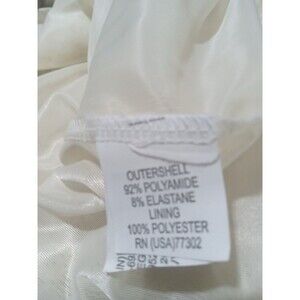 OUTERSHELL
92% POLYAMIDE
8% ELASTANE
LINING
100% POLYESTER
RN (USA)77302